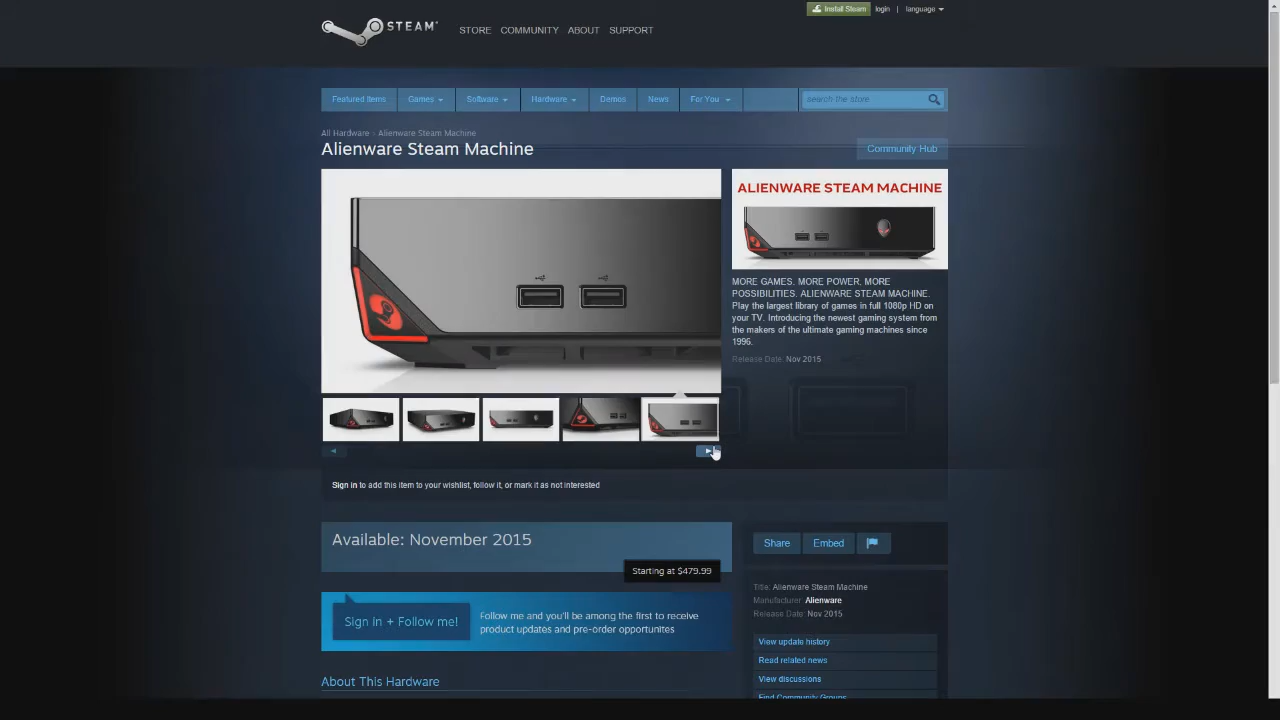 Install Steam login | language
STEAM
STORE COMMUNITY ABOUT SUPPORT
Featured Items Games Software Hardware Demos News For You search the store
All Hardware › Alienware Steam Machine
Alienware Steam Machine
Community Hub
ALIENWARE STEAM MACHINE
MORE GAMES. MORE POWER. MORE
POSSIBILITIES. ALIENWARE STEAM MACHINE.
Play the largest library of games in full 1080p HD on
your TV. Introducing the newest gaming system from
the makers of the ultimate gaming machines since
1996.
Release Date: Nov 2015
Sign in to add this item to your wishlist, follow it, or mark it as not interested
Available: November 2015
Starting at $479.99
Sign in + Follow me!
Follow me and you'll be among the first to receive
product updates and pre-order opportunites
About This Hardware
Share Embed
Title: Alienware Steam Machine
Manufacturer: Alienware
Release Date: Nov 2015
View update history
Read related news
View discussions
Find Community Groups